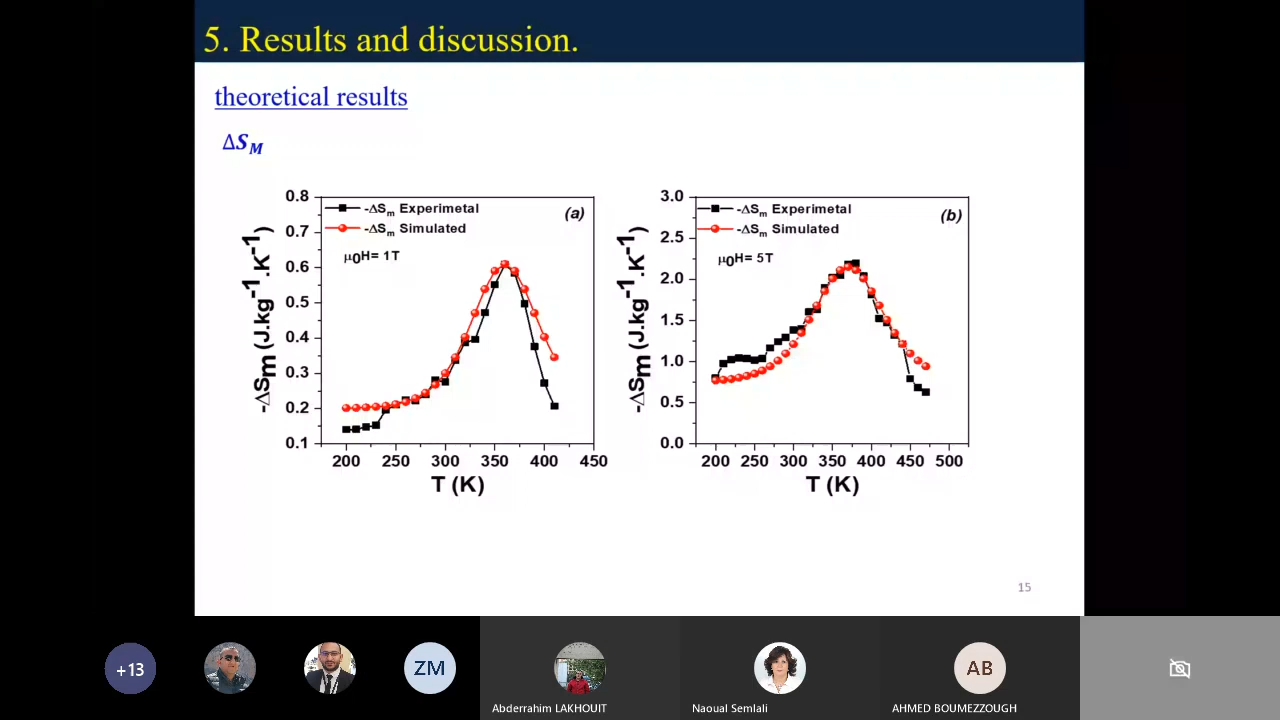 5. Results and discussion.
theoretical results
ΔS_M
0.8
0.7
0.6
0.5
0.4
0.3
0.2
0.1
-ΔSm (J.kg⁻¹.K⁻¹)
-ΔSm Experimetal
-ΔSm Simulated
(a)
μ0H= 1T
200 250 300 350 400 450
T (K)
3.0
2.5
2.0
1.5
1.0
0.5
0.0
-ΔSm (J.kg⁻¹.K⁻¹)
-ΔSm Experimetal
-ΔSm Simulated
(b)
μ0H= 5T
200 250 300 350 400 450 500
T (K)
15
+13
ZM
AB
Abderrahim LAKHOUIT
Naoual Semlali
AHMED BOUMEZZOUGH